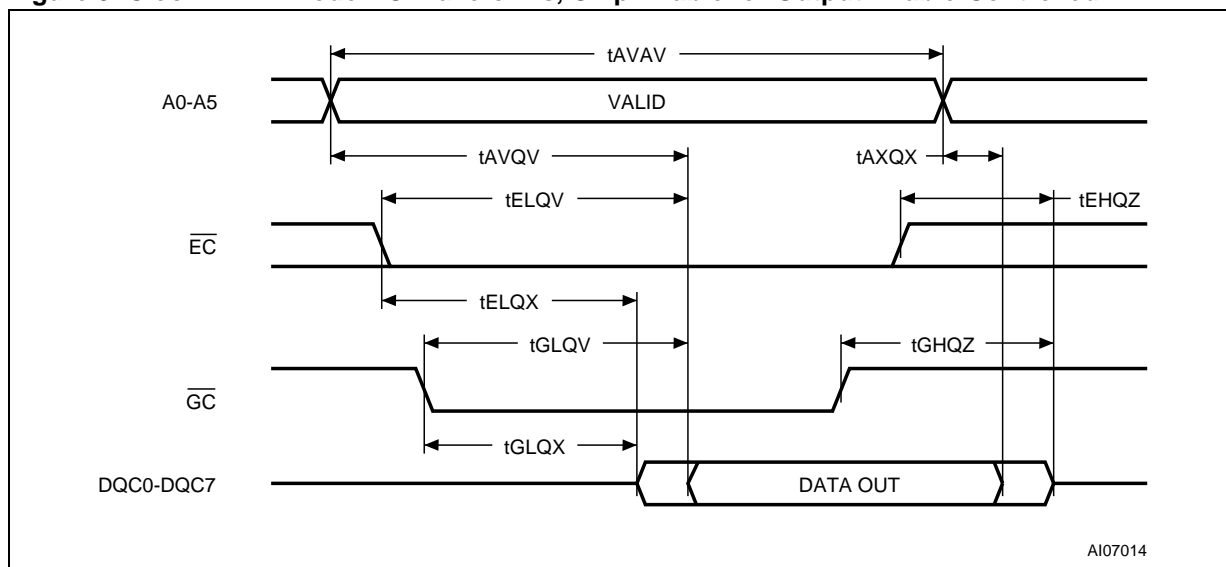 tAVAV
A0-A5
VALID
tAVQV
tAXQX
tELQV
tEHQZ
EC
tELQX
tGLQV
tGHQZ
GC
tGLQX
DQC0-DQC7
DATA OUT
AI07014